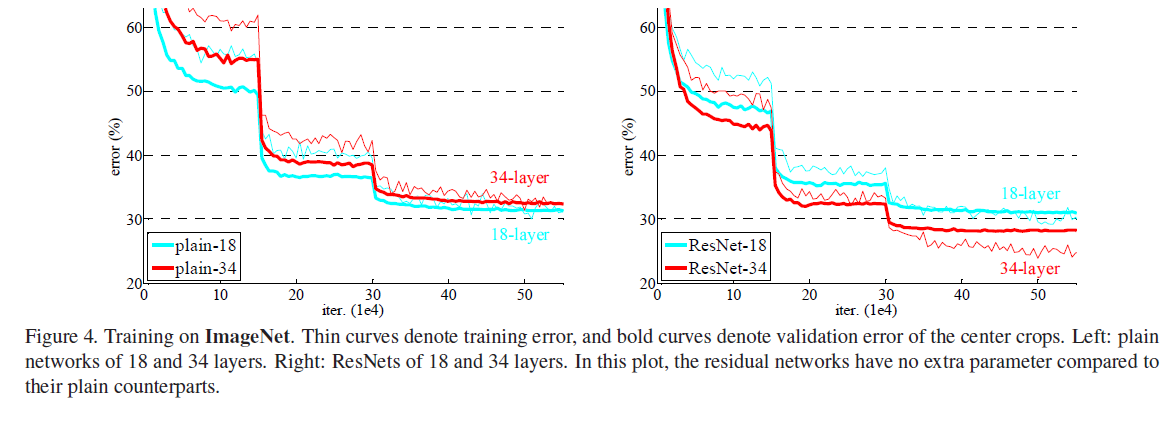 60
50
40
30
20
error (%)
0 10 20 30 40 50
iter. (1e4)
34-layer
18-layer
plain-18
plain-34
60
50
40
30
20
error (%)
0 10 20 30 40 50
iter. (1e4)
18-layer
34-layer
ResNet-18
ResNet-34
Figure 4. Training on ImageNet. Thin curves denote training error, and bold curves denote validation error of the center crops. Left: plain
networks of 18 and 34 layers. Right: ResNets of 18 and 34 layers. In this plot, the residual networks have no extra parameter compared to
their plain counterparts.